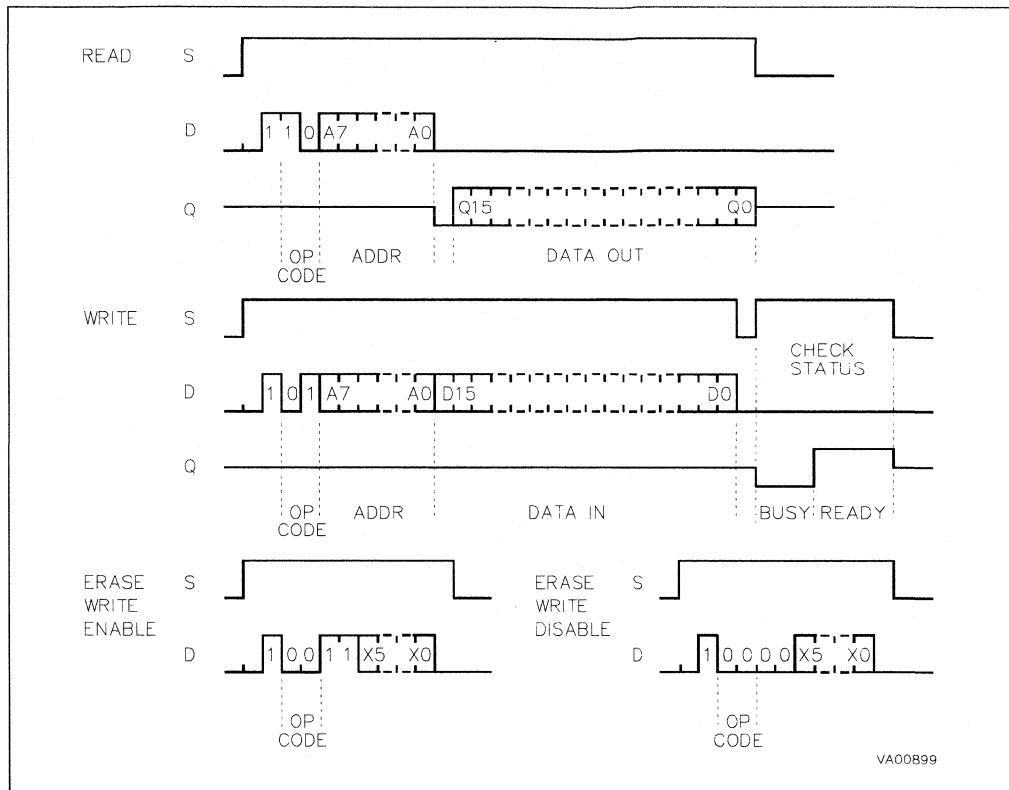 READ S
D 1 1 0 A7 A0
Q Q15 Q0
OP CODE ADDR DATA OUT
WRITE S
CHECK STATUS
D 1 0 1 A7 A0 D15 D0
Q
OP CODE ADDR DATA IN BUSY READY
ERASE WRITE ENABLE S
D 1 0 0 1 1 X5 X0
OP CODE
ERASE WRITE DISABLE S
D 1 0 0 0 0 X5 X0
OP CODE
VA00899